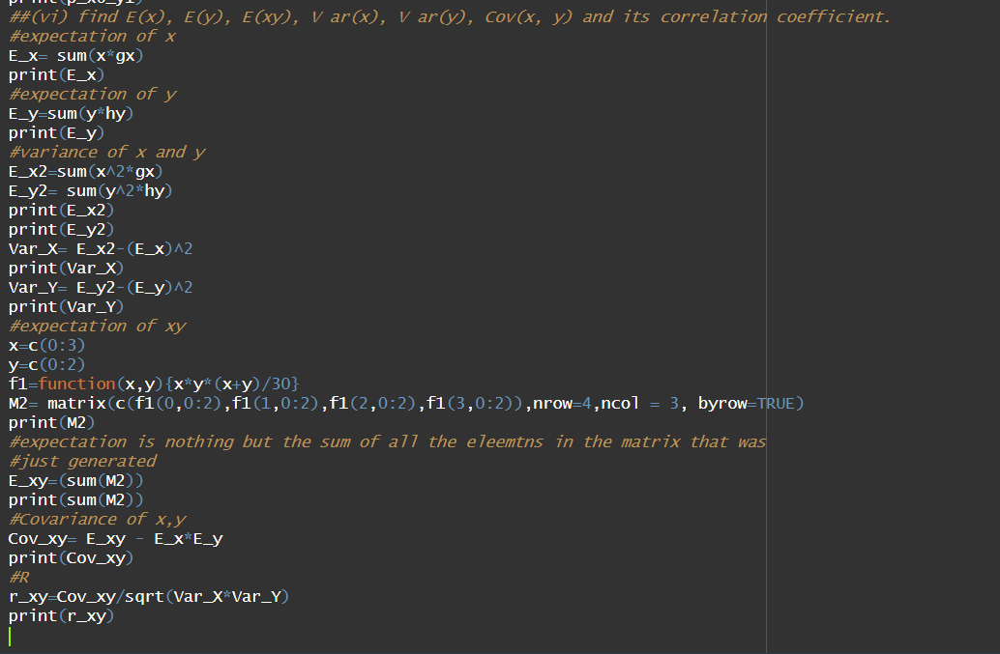 print(p_x0_y1)
##(vi) find E(x), E(y), E(xy), V ar(x), V ar(y), Cov(x, y) and its correlation coefficient.
#expectation of x
E_x= sum(x*gx)
print(E_x)
#expectation of y
E_y=sum(y*hy)
print(E_y)
#variance of x and y
E_x2=sum(x^2*gx)
E_y2= sum(y^2*hy)
print(E_x2)
print(E_y2)
Var_X= E_x2-(E_x)^2
print(Var_X)
Var_Y= E_y2-(E_y)^2
print(Var_Y)
#expectation of xy
x=c(0:3)
y=c(0:2)
f1=function(x,y){x*y*(x+y)/30}
M2= matrix(c(f1(0,0:2),f1(1,0:2),f1(2,0:2),f1(3,0:2)),nrow=4,ncol = 3, byrow=TRUE)
print(M2)
#expectation is nothing but the sum of all the eleemtns in the matrix that was
#just generated
E_xy=(sum(M2))
print(sum(M2))
#Covariance of x,y
Cov_xy= E_xy - E_x*E_y
print(Cov_xy)
#R
r_xy=Cov_xy/sqrt(Var_X*Var_Y)
print(r_xy)